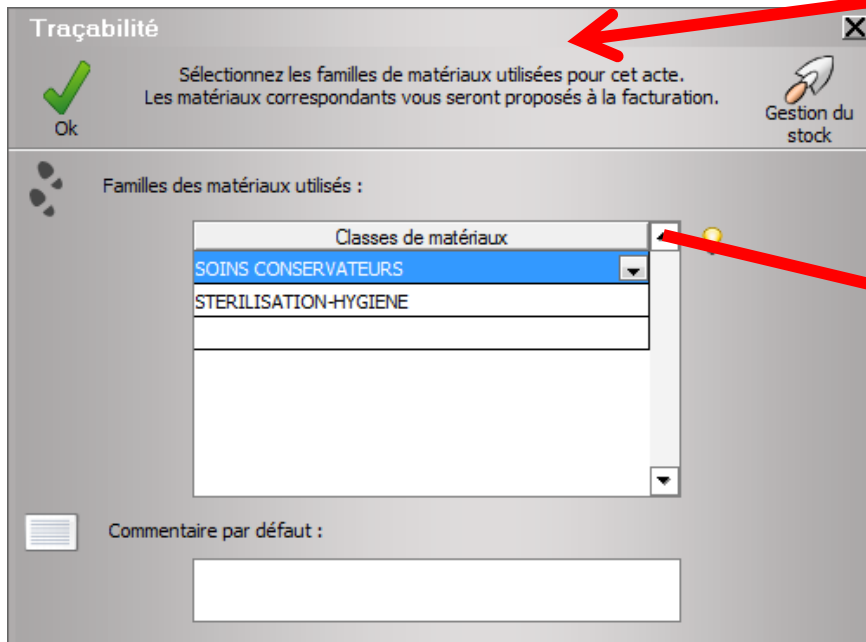 Traçabilité
Sélectionnez les familles de matériaux utilisées pour cet acte.
Les matériaux correspondants vous seront proposés à la facturation.
Ok
Gestion du
stock
Familles des matériaux utilisés :
Classes de matériaux
SOINS CONSERVATEURS
STERILISATION-HYGIENE
Commentaire par défaut :